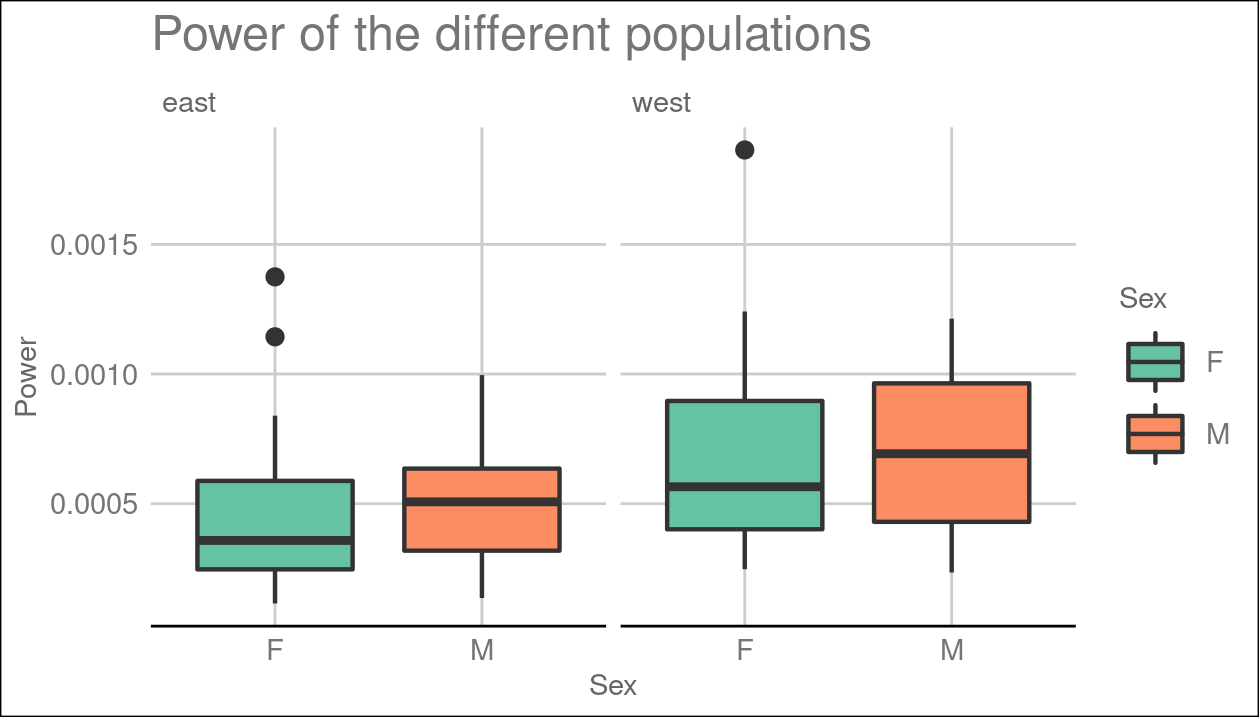 Power of the different populations
east
west
0.0015
0.0010
0.0005
Power
F
M
F
M
Sex
Sex
F
M